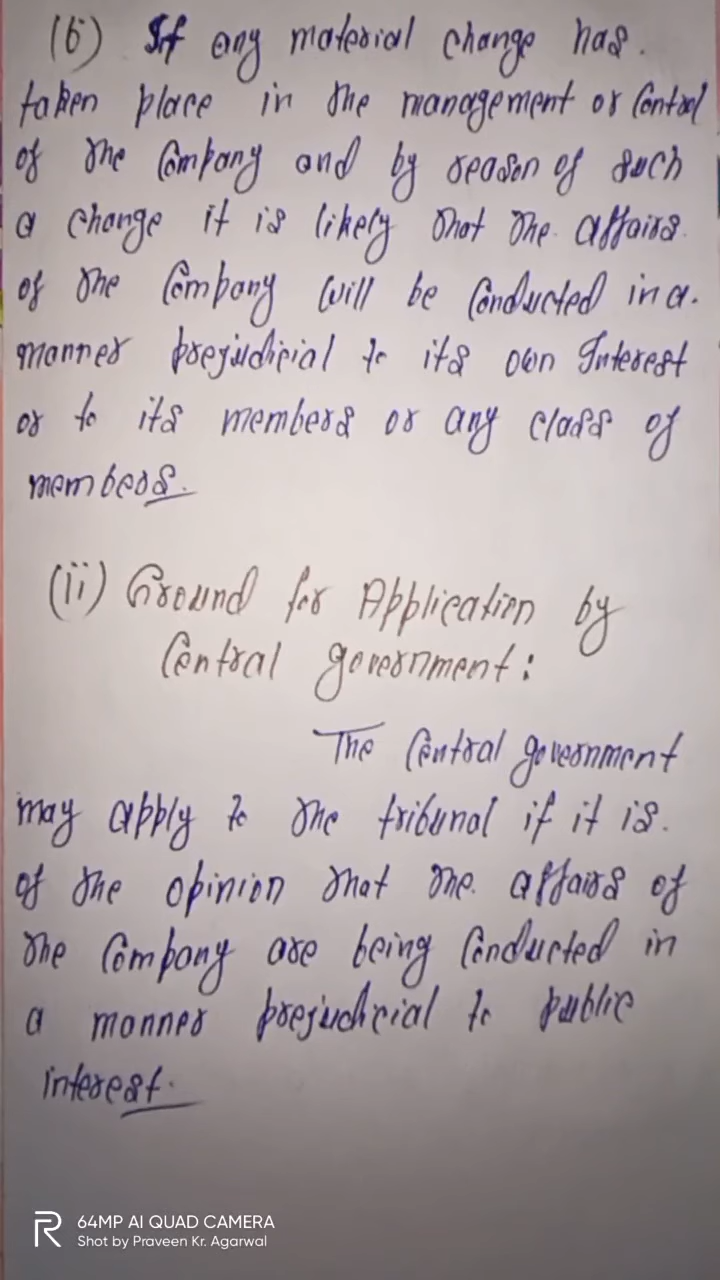 (b) If any material change has.
taken place in the management or Control
of the Company and by reason of such
a change it is likely that the affairs.
of the Company will be Conducted in a.
manner prejudicial to its own Interest
or to its members or any class of
members.
(ii) Ground for Application by
Central government:
The Central government
may apply to the tribunal if it is.
of the opinion that the affairs of
the Company are being Conducted in
a manner prejudicial to public
interest.
64MP AI QUAD CAMERA
Shot by Praveen Kr. Agarwal